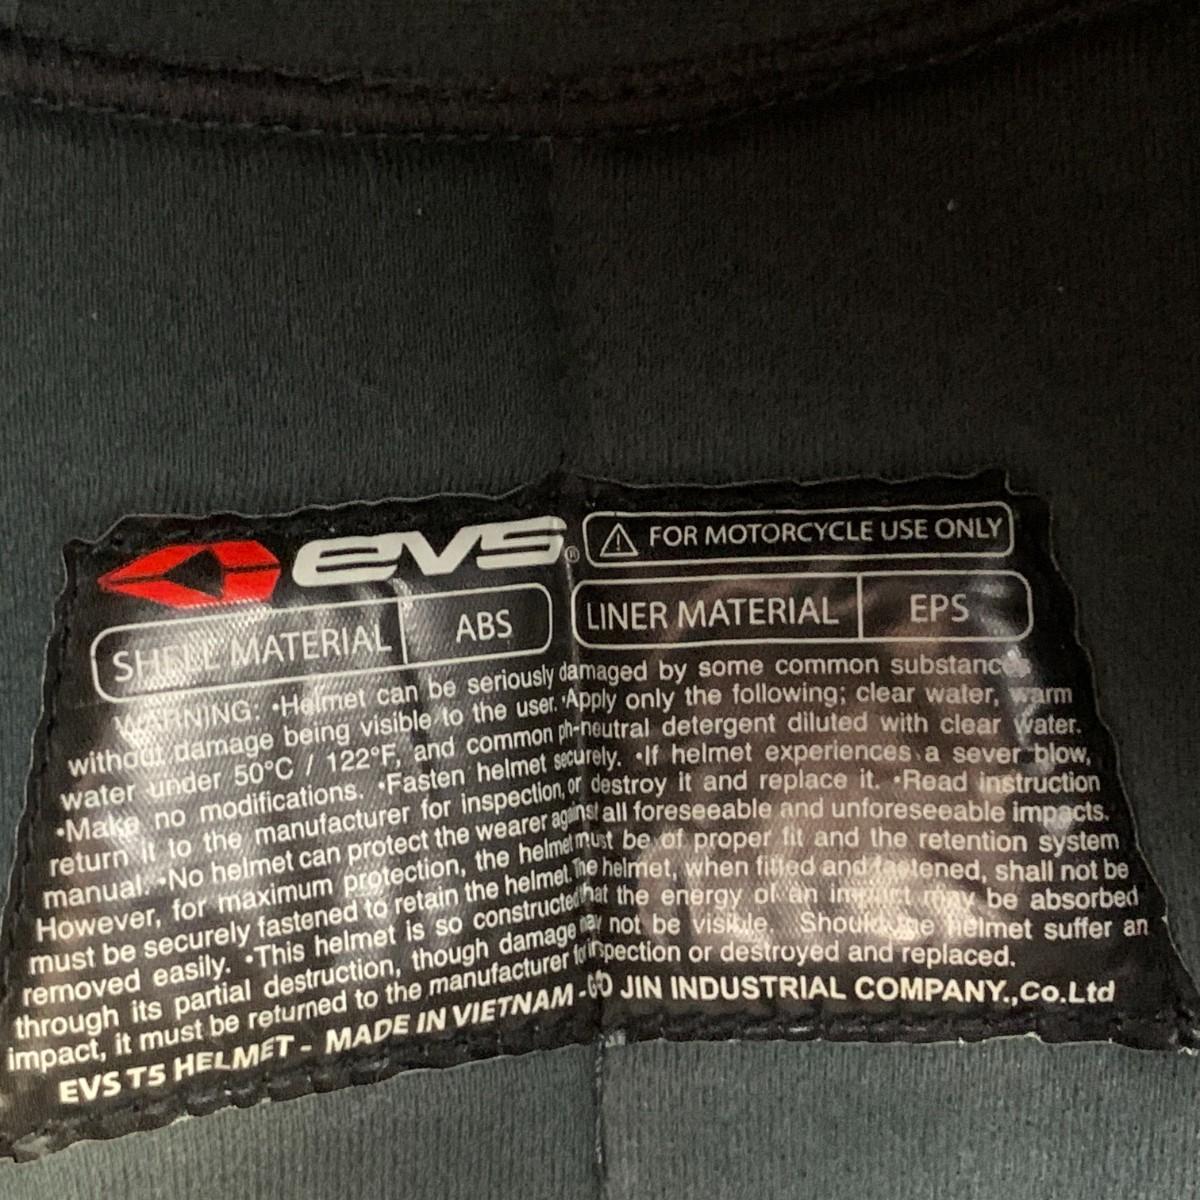 evs® ⚠ FOR MOTORCYCLE USE ONLY
SHELL MATERIAL ABS LINER MATERIAL EPS
WARNING: •Helmet can be seriously damaged by some common substances
without damage being visible to the user. •Apply only the following; clear water, warm
water under 50°C / 122°F, and common ph-neutral detergent diluted with clear water.
•Make no modifications. •Fasten helmet securely. •If helmet experiences a sever blow,
return it to the manufacturer for inspection, or destroy it and replace it. •Read instruction
manual. •No helmet can protect the wearer against all foreseeable and unforeseeable impacts.
However, for maximum protection, the helmet must be of proper fit and the retention system
must be securely fastened to retain the helmet. The helmet, when fitted and fastened, shall not be
removed easily. •This helmet is so constructed that the energy of an impact may be absorbed
through its partial destruction, though damage may not be visible. Should the helmet suffer an
impact, it must be returned to the manufacturer for inspection or destroyed and replaced.
EVS T5 HELMET - MADE IN VIETNAM - JIN INDUSTRIAL COMPANY.,Co.Ltd